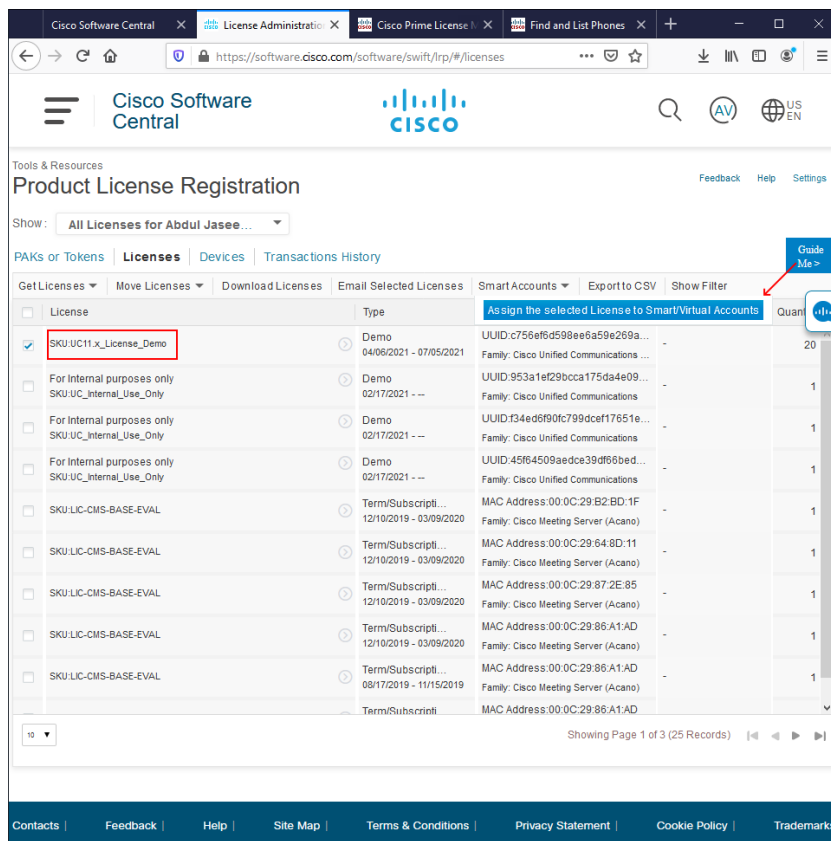 Cisco Software Central
License Administratio
Cisco Prime License M
Find and List Phones
https://software.cisco.com/software/swift/lrp/#/licenses
Cisco Software
Central
CISCO
AV
US
EN
Tools & Resources
Product License Registration
Feedback Help Settings
Show: All Licenses for Abdul Jasee...
Guide
Me >
PAKs or Tokens Licenses Devices Transactions History
Get Licenses Move Licenses Download Licenses Email Selected Licenses Smart Accounts Export to CSV Show Filter
License Type Assign the selected License to Smart/Virtual Accounts Quant
SKU:UC11.x_License_Demo
Demo
04/06/2021 - 07/05/2021
UUID:c756ef6d598ee6a59e269a...
Family: Cisco Unified Communications ...
-
20
For Internal purposes only
SKU:UC_Internal_Use_Only
Demo
02/17/2021 - --
UUID:953a1ef29bcca175da4e09...
Family: Cisco Unified Communications
-
1
For Internal purposes only
SKU:UC_Internal_Use_Only
Demo
02/17/2021 - --
UUID:f34ed6f90fc799dcef17651e...
Family: Cisco Unified Communications
-
1
For Internal purposes only
SKU:UC_Internal_Use_Only
Demo
02/17/2021 - --
UUID:45f64509aedce39df66bed...
Family: Cisco Unified Communications
-
1
SKU:LIC-CMS-BASE-EVAL
Term/Subscripti...
12/10/2019 - 03/09/2020
MAC Address:00:0C:29:B2:BD:1F
Family: Cisco Meeting Server (Acano)
-
1
SKU:LIC-CMS-BASE-EVAL
Term/Subscripti...
12/10/2019 - 03/09/2020
MAC Address:00:0C:29:64:8D:11
Family: Cisco Meeting Server (Acano)
-
1
SKU:LIC-CMS-BASE-EVAL
Term/Subscripti...
12/10/2019 - 03/09/2020
MAC Address:00:0C:29:87:2E:85
Family: Cisco Meeting Server (Acano)
-
1
SKU:LIC-CMS-BASE-EVAL
Term/Subscripti...
12/10/2019 - 03/09/2020
MAC Address:00:0C:29:86:A1:AD
Family: Cisco Meeting Server (Acano)
-
1
SKU:LIC-CMS-BASE-EVAL
Term/Subscripti...
08/17/2019 - 11/15/2019
MAC Address:00:0C:29:86:A1:AD
Family: Cisco Meeting Server (Acano)
-
1
Term/Subscripti
MAC Address:00:0C:29:86:A1:AD
10
Showing Page 1 of 3 (25 Records)
Contacts | Feedback | Help | Site Map | Terms & Conditions | Privacy Statement | Cookie Policy | Trademarks